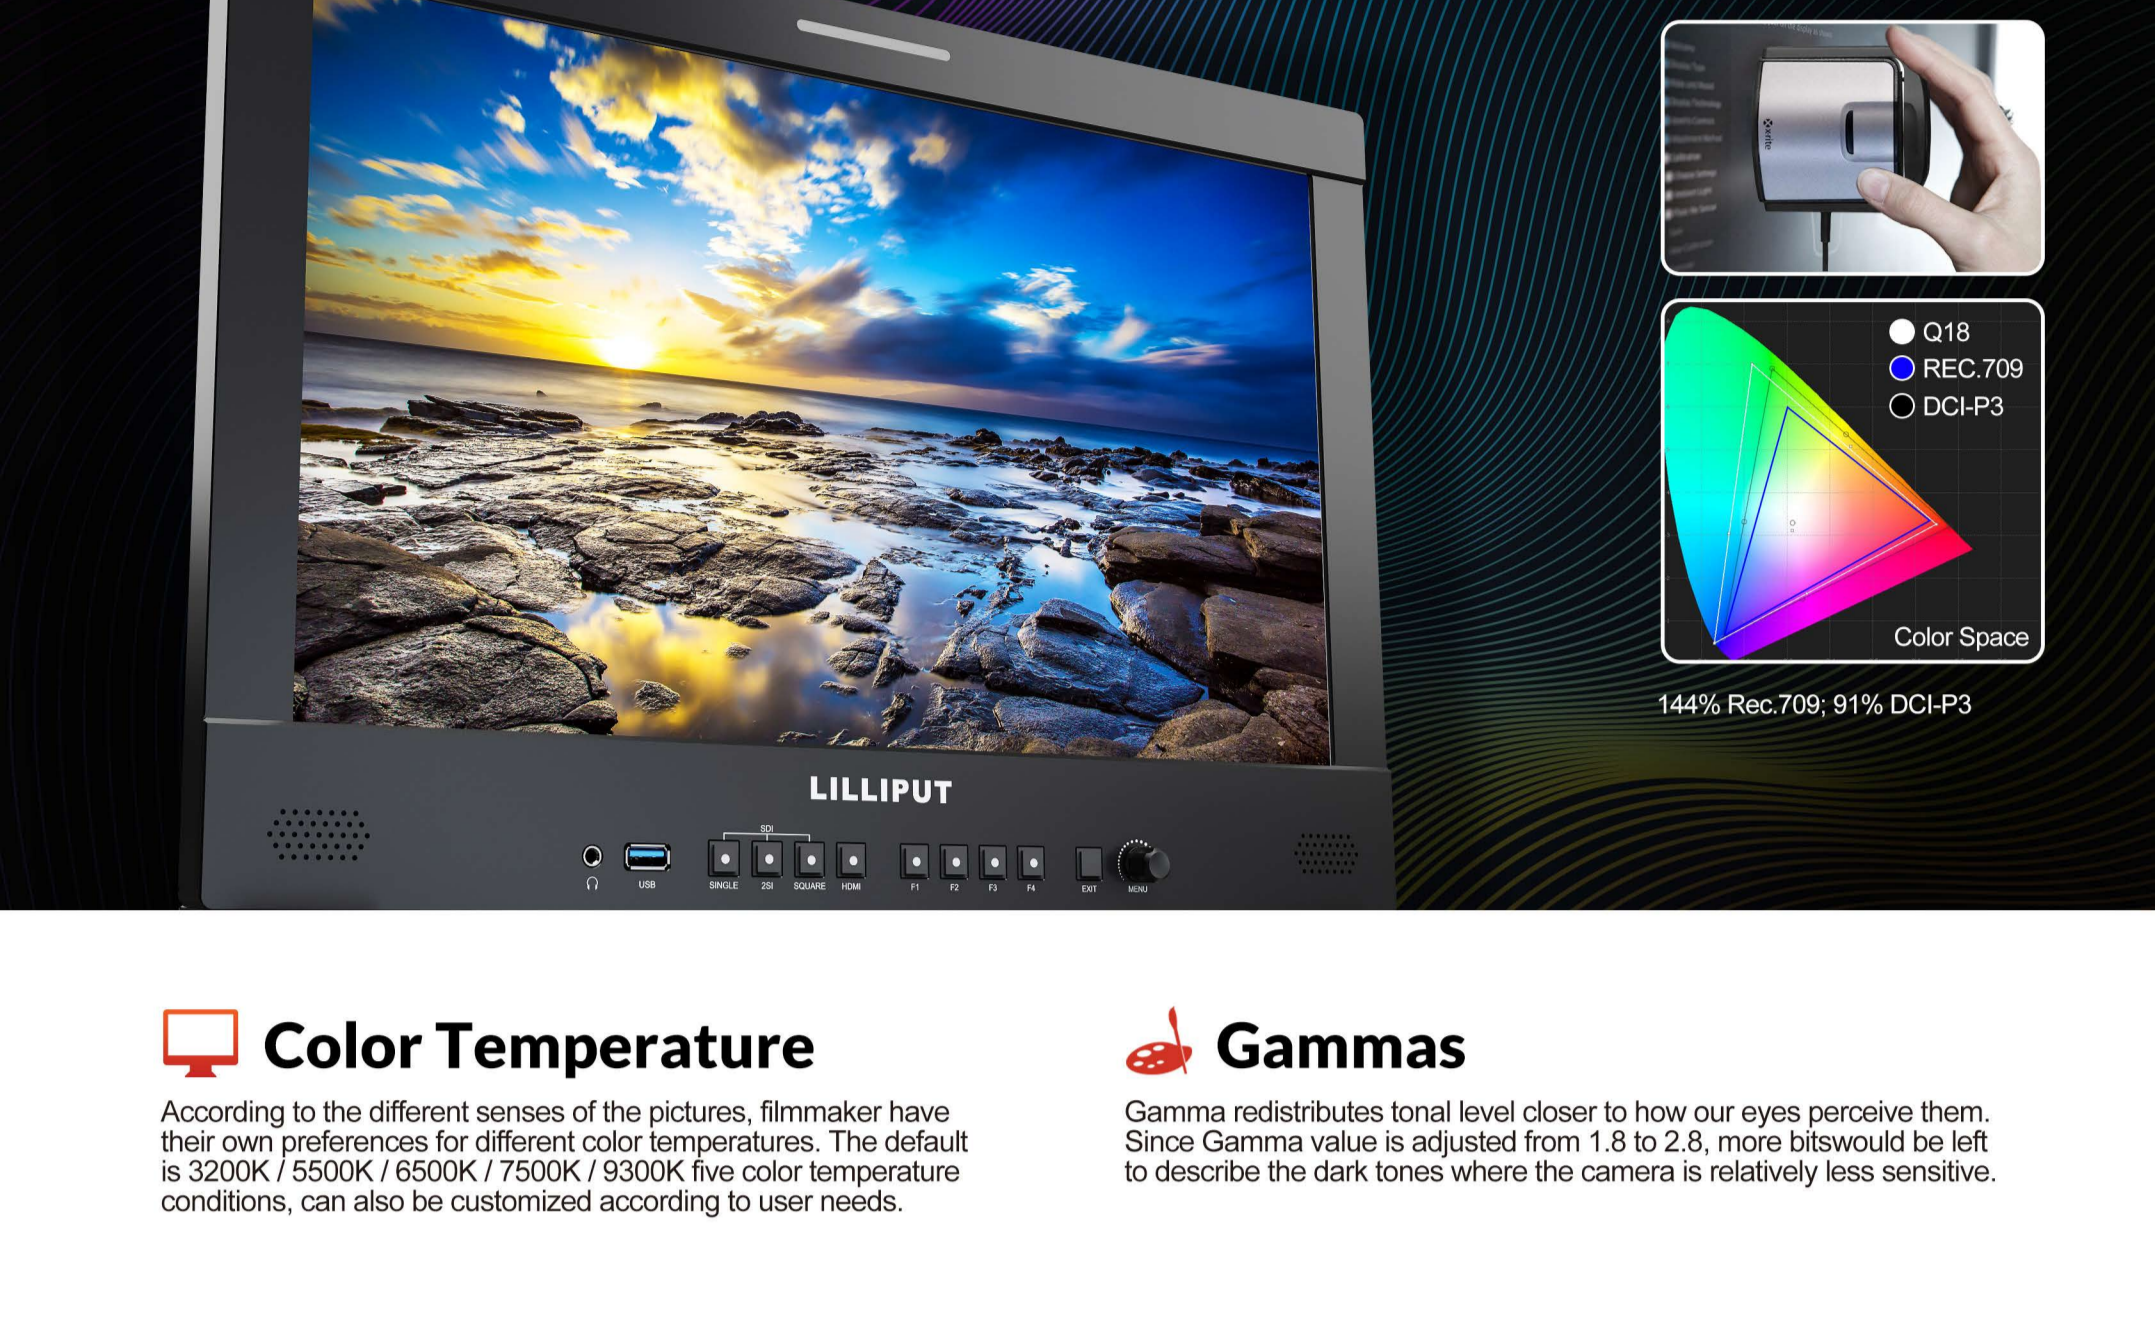 xrite
Q18
REC.709
DCI-P3
Color Space
144% Rec.709; 91% DCI-P3
LILLIPUT
SDI
USB
SINGLE
2SI
SQUARE
HDMI
F1
F2
F3
F4
EXIT
MENU
Color Temperature
According to the different senses of the pictures, filmmaker have
their own preferences for different color temperatures. The default
is 3200K / 5500K / 6500K / 7500K / 9300K five color temperature
conditions, can also be customized according to user needs.
Gammas
Gamma redistributes tonal level closer to how our eyes perceive them.
Since Gamma value is adjusted from 1.8 to 2.8, more bitswould be left
to describe the dark tones where the camera is relatively less sensitive.